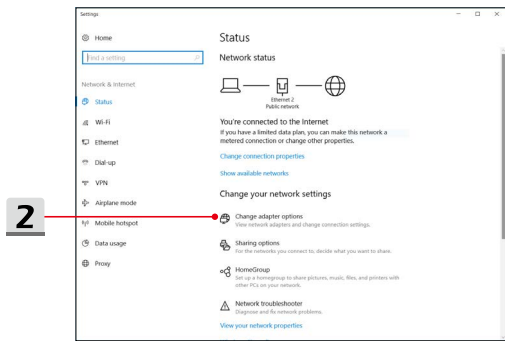 Settings
Home
Find a setting
Network & Internet
Status
Wi-Fi
Ethernet
Dial-up
VPN
Airplane mode
Mobile hotspot
Data usage
Proxy
2
Status
Network status
Ethernet 2
Public network
You're connected to the Internet
If you have a limited data plan, you can make this network a
metered connection or change other properties.
Change connection properties
Show available networks
Change your network settings
Change adapter options
View network adapters and change connection settings.
Sharing options
For the networks you connect to, decide what you want to share.
HomeGroup
Set up a homegroup to share pictures, music, files, and printers with
other PCs on your network.
Network troubleshooter
Diagnose and fix network problems.
View your network properties